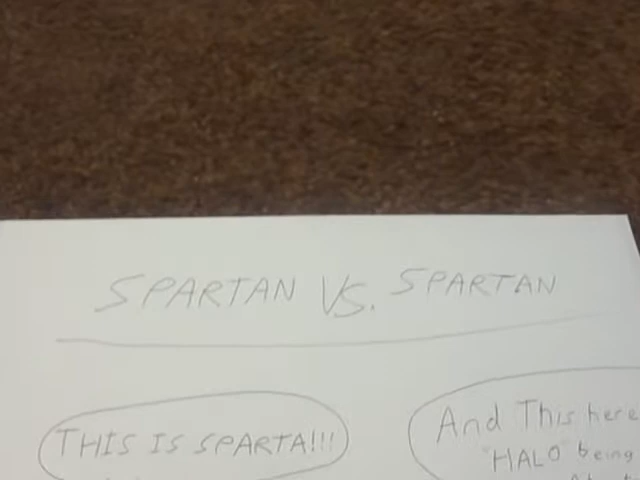 SPARTAN VS. SPARTAN
THIS IS SPARTA!!!
And This here
"HALO being